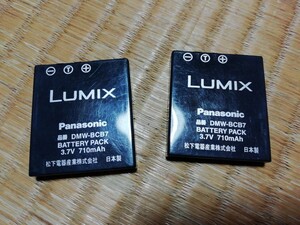 ⊖ Ⓣ ⊕
LUMIX
Panasonic
品番 DMW-BCB7
BATTERY PACK
3.7V 710mAh
松下電器産業株式会社 日本製
⊖ Ⓣ ⊕
LUMIX
Panasonic
品番 DMW-BCB7
BATTERY PACK
3.7V 710mAh
松下電器産業株式会社 日本製